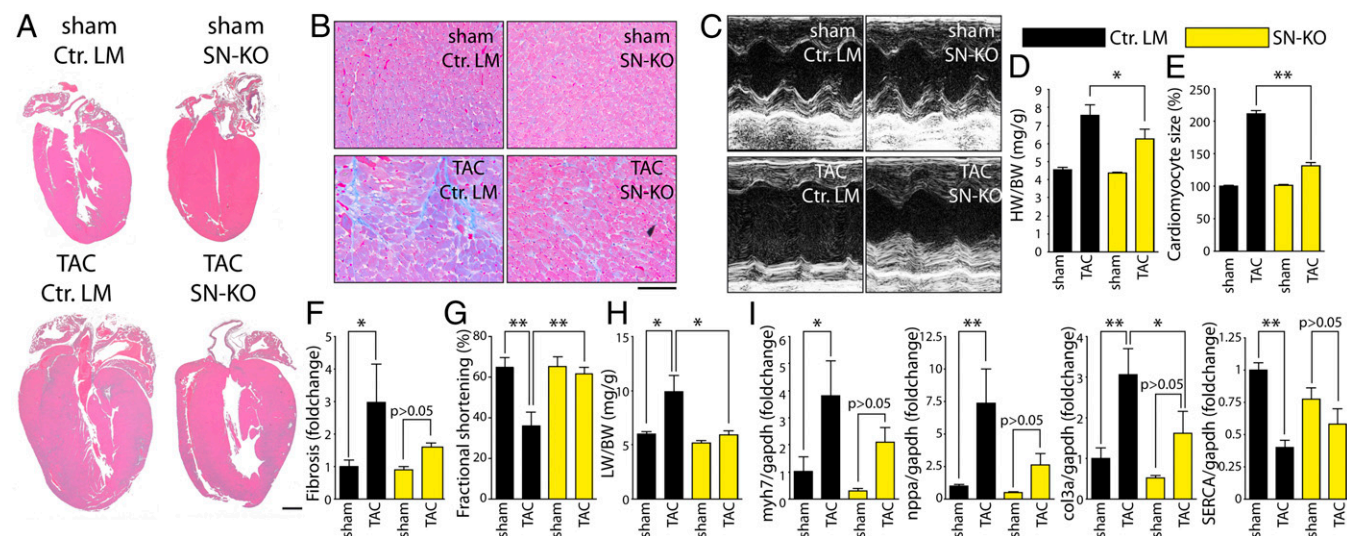 A
sham
Ctr. LM
sham
SN-KO
TAC
Ctr. LM
TAC
SN-KO
B
sham
Ctr. LM
sham
SN-KO
TAC
Ctr. LM
TAC
SN-KO
C
sham
Ctr. LM
sham
SN-KO
TAC
Ctr. LM
TAC
SN-KO
Ctr. LM
SN-KO
D
HW/BW (mg/g)
9
8
7
6
5
4
3
2
1
0
*
sham
TAC
sham
TAC
E
Cardiomyocyte size (%)
250
200
150
100
50
0
**
sham
TAC
sham
TAC
F
Fibrosis (foldchange)
5
4
3
2
1
0
*
p>0.05
sham
TAC
sham
TAC
G
Fractional shortening (%)
80
60
40
20
0
**
**
sham
TAC
sham
TAC
H
LW/BW (mg/g)
15
10
5
0
*
*
sham
TAC
sham
TAC
I
myh7/gapdh (foldchange)
6
5
4
3
2
1
0
*
p>0.05
sham
TAC
sham
TAC
nppa/gapdh (foldchange)
12.5
10
7.5
5
2.5
0
**
p>0.05
sham
TAC
sham
TAC
col3a/gapdh (foldchange)
4
3
2
1
0
**
*
p>0.05
sham
TAC
sham
TAC
SERCA/gapdh (foldchange)
1.25
1
0.75
0.5
0.25
0
**
p>0.05
sham
TAC
sham
TAC